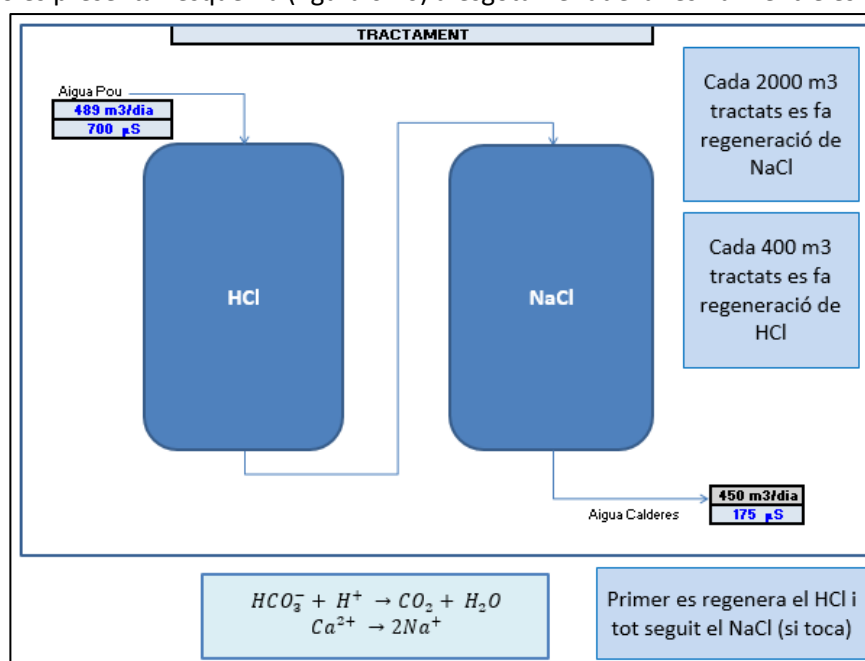 TRACTAMENT
Aigua Pou
489 m3/dia
700 µS
HCl
NaCl
Cada 2000 m3
tractats es fa
regeneració de
NaCl
Cada 400 m3
tractats es fa
regeneració de
HCl
450 m3/dia
Aigua Calderes
175 µS
HCO₃⁻ + H⁺ → CO₂ + H₂O
Ca²⁺ → 2Na⁺
Primer es regenera el HCl i
tot seguit el NaCl (si toca)